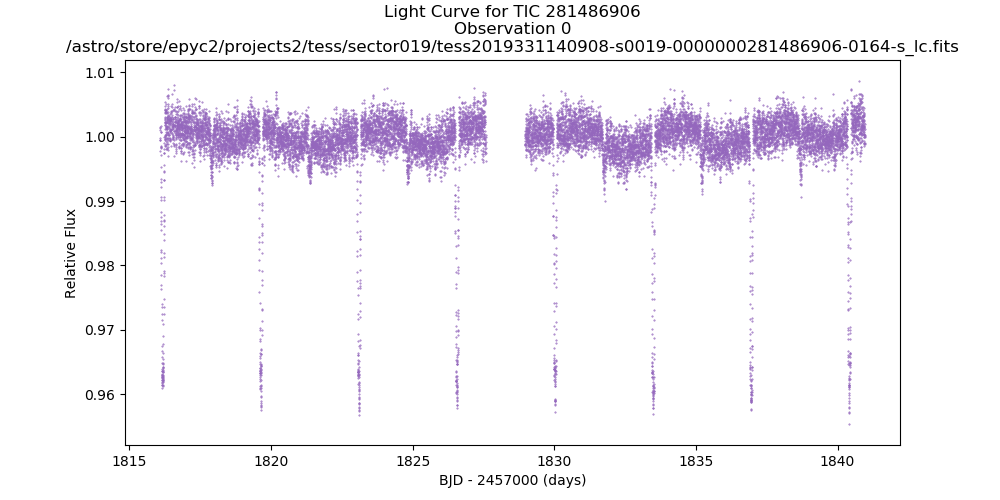 Light Curve for TIC 281486906
Observation 0
/astro/store/epyc2/projects2/tess/sector019/tess2019331140908-s0019-0000000281486906-0164-s_lc.fits
1.01
1.00
0.99
0.98
0.97
0.96
Relative Flux
1815
1820
1825
1830
1835
1840
BJD - 2457000 (days)